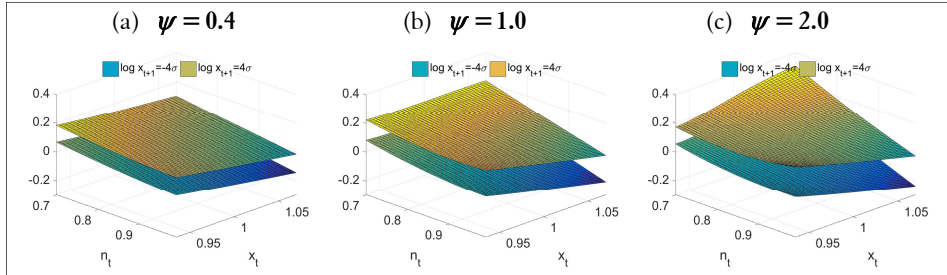 (a) ψ = 0.4
(b) ψ = 1.0
(c) ψ = 2.0
log x_{t+1}=-4σ log x_{t+1}=4σ
log x_{t+1}=-4σ log x_{t+1}=4σ
log x_{t+1}=-4σ log x_{t+1}=4σ
0.4
0.2
0
-0.2
0.7
0.8
0.9
0.95
1
1.05
n_t
x_t
0.4
0.2
0
-0.2
0.7
0.8
0.9
0.95
1
1.05
n_t
x_t
0.4
0.2
0
-0.2
0.7
0.8
0.9
0.95
1
1.05
n_t
x_t